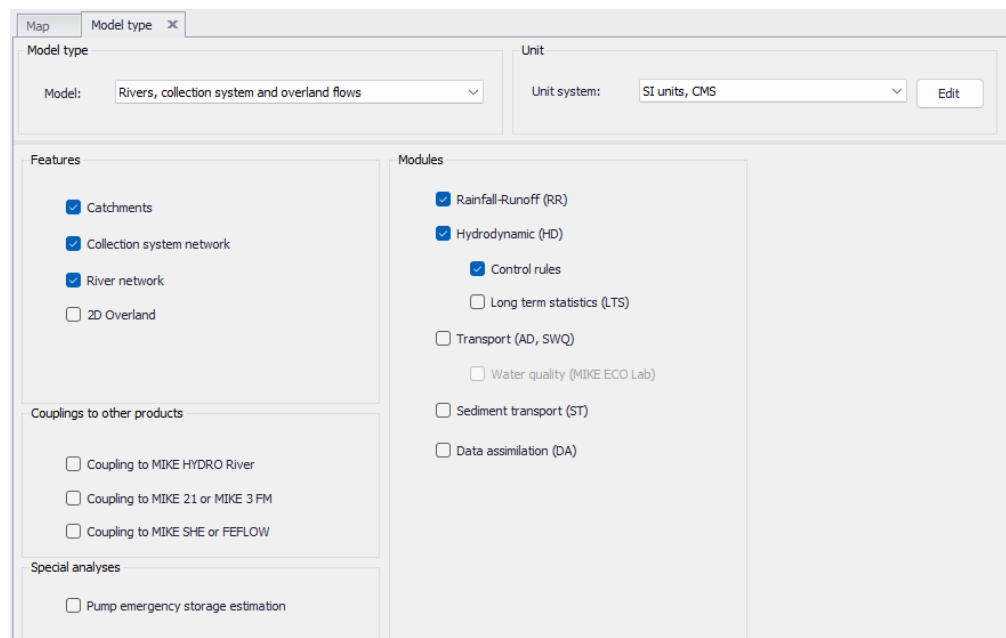 Map
Model type
Model type
Model:
Rivers, collection system and overland flows
Unit
Unit system:
SI units, CMS
Edit
Features
Catchments
Collection system network
River network
2D Overland
Couplings to other products
Coupling to MIKE HYDRO River
Coupling to MIKE 21 or MIKE 3 FM
Coupling to MIKE SHE or FEFLOW
Special analyses
Pump emergency storage estimation
Modules
Rainfall-Runoff (RR)
Hydrodynamic (HD)
Control rules
Long term statistics (LTS)
Transport (AD, SWQ)
Water quality (MIKE ECO Lab)
Sediment transport (ST)
Data assimilation (DA)